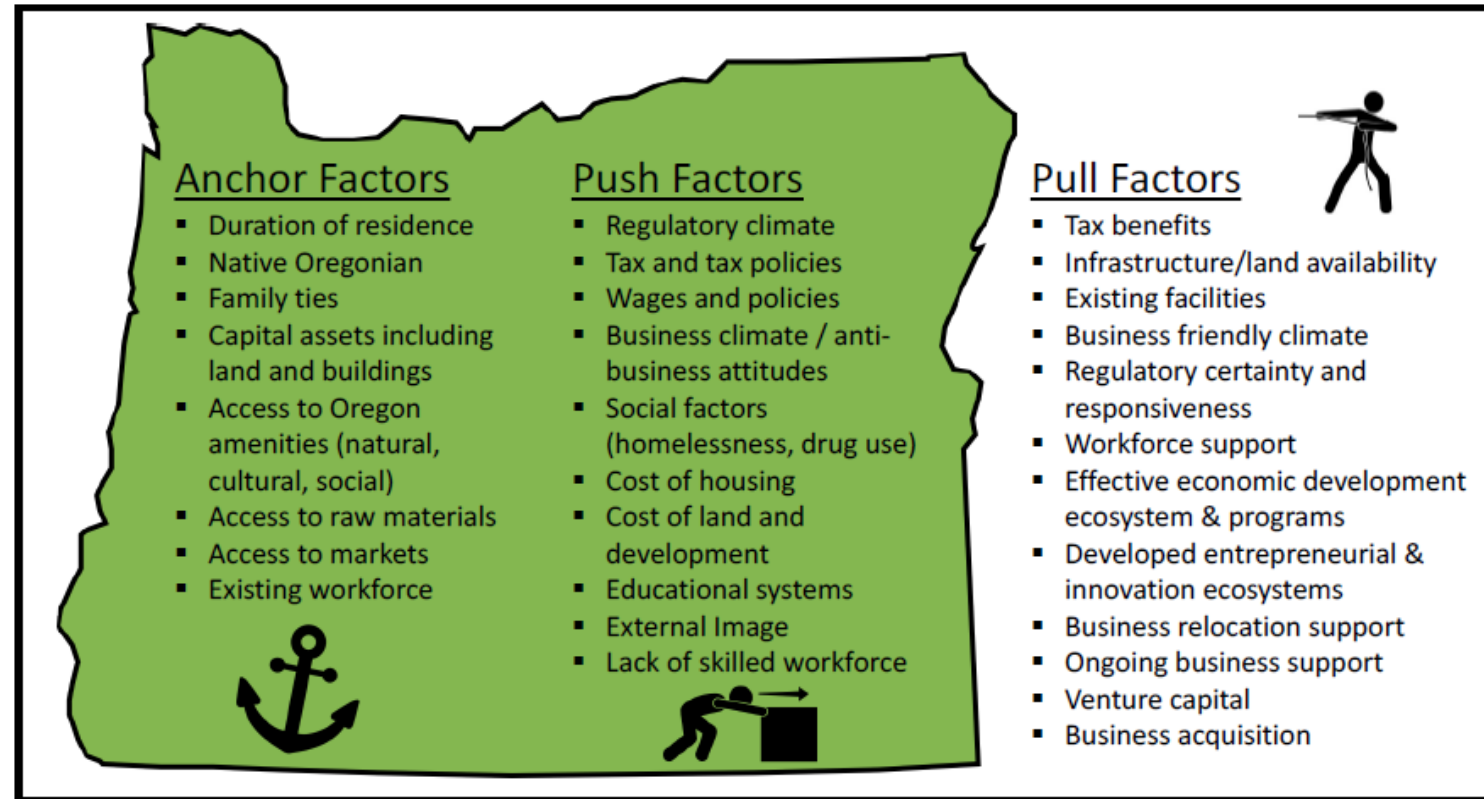 Anchor Factors
▪ Duration of residence
▪ Native Oregonian
▪ Family ties
▪ Capital assets including
land and buildings
▪ Access to Oregon
amenities (natural,
cultural, social)
▪ Access to raw materials
▪ Access to markets
▪ Existing workforce
Push Factors
▪ Regulatory climate
▪ Tax and tax policies
▪ Wages and policies
▪ Business climate / anti-
business attitudes
▪ Social factors
(homelessness, drug use)
▪ Cost of housing
▪ Cost of land and
development
▪ Educational systems
▪ External Image
▪ Lack of skilled workforce
Pull Factors
▪ Tax benefits
▪ Infrastructure/land availability
▪ Existing facilities
▪ Business friendly climate
▪ Regulatory certainty and
responsiveness
▪ Workforce support
▪ Effective economic development
ecosystem & programs
▪ Developed entrepreneurial &
innovation ecosystems
▪ Business relocation support
▪ Ongoing business support
▪ Venture capital
▪ Business acquisition